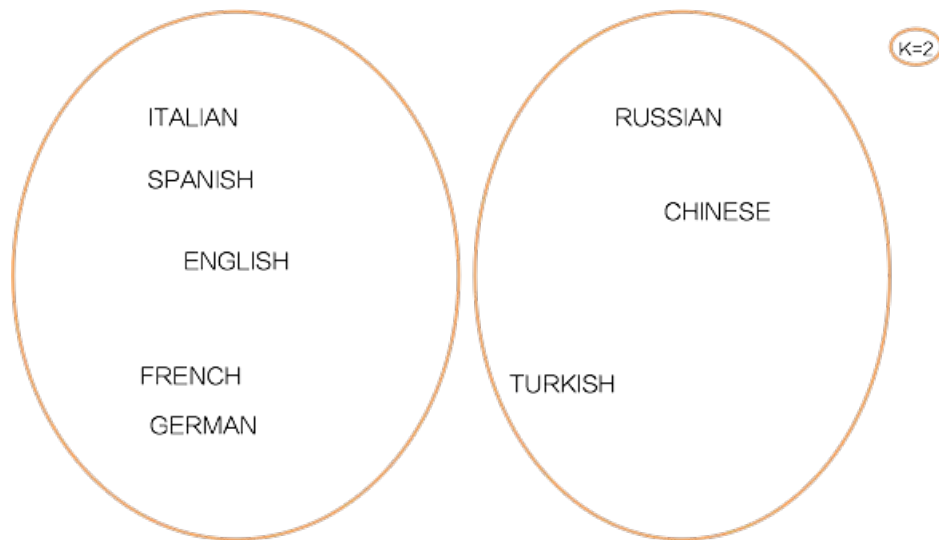 ITALIAN
SPANISH
ENGLISH
FRENCH
GERMAN
RUSSIAN
CHINESE
TURKISH
K=2